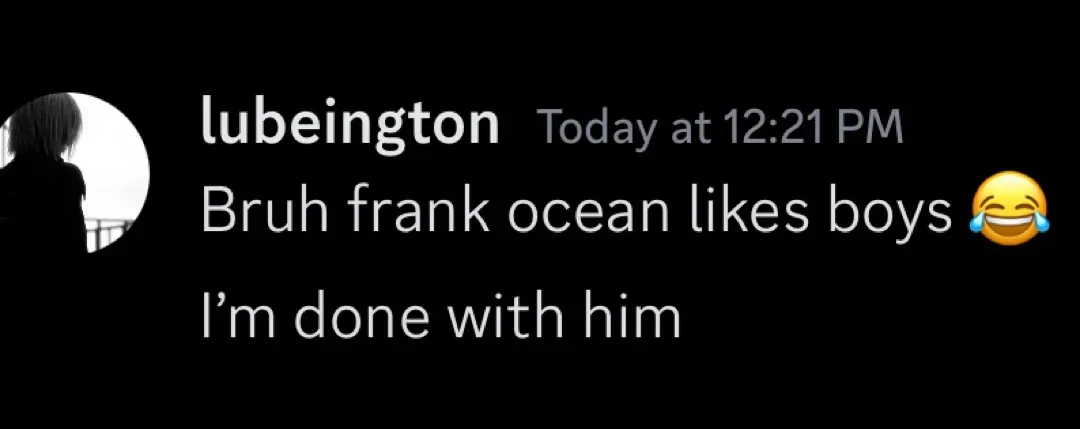 lubeington Today at 12:21 PM
Bruh frank ocean likes boys 😂
I’m done with him